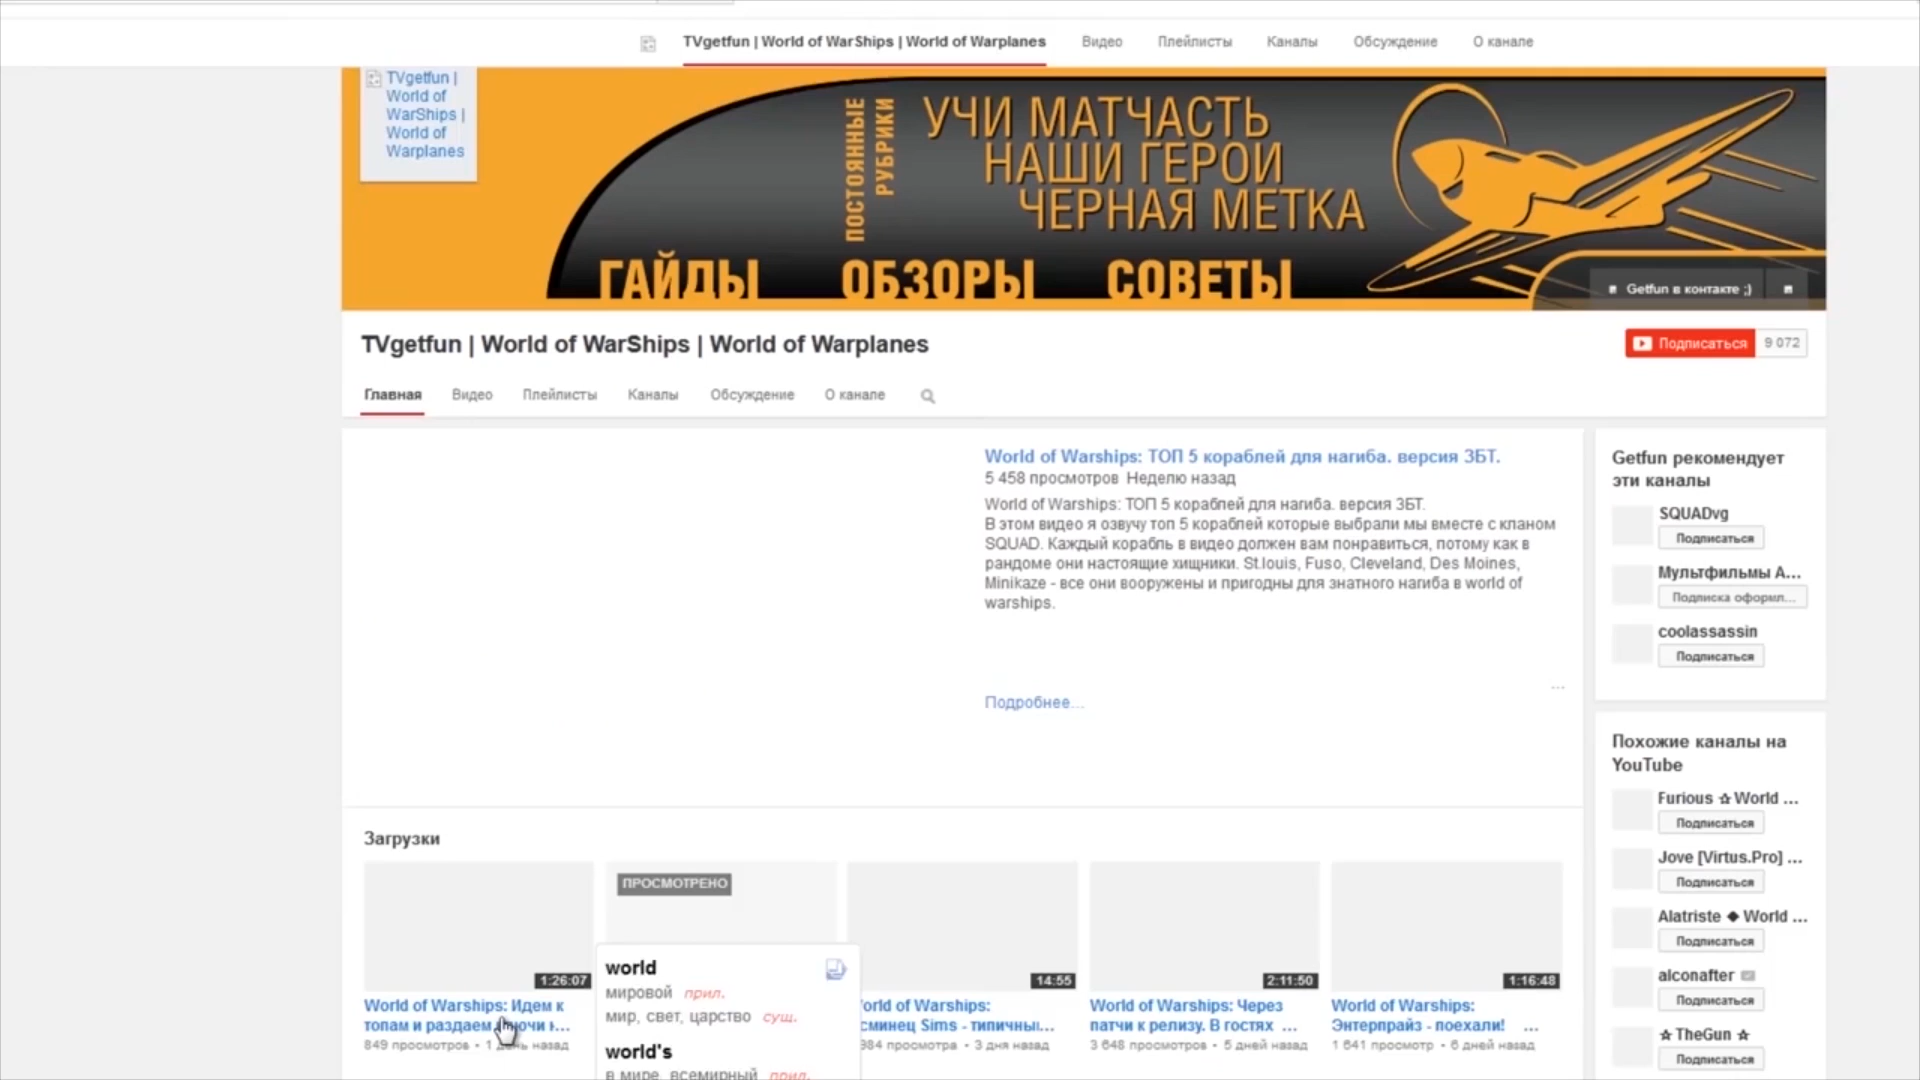 TVgetfun | World of WarShips | World of Warplanes
Видео
Плейлисты
Каналы
Обсуждение
О канале
TVgetfun |
World of
WarShips |
World of
Warplanes
ПОСТОЯННЫЕ
РУБРИКИ
УЧИ МАТЧАСТЬ
НАШИ ГЕРОИ
ЧЕРНАЯ МЕТКА
ГАЙДЫ
ОБЗОРЫ
СОВЕТЫ
Getfun в контакте ;)
TVgetfun | World of WarShips | World of Warplanes
Подписаться
9 072
Главная
Видео
Плейлисты
Каналы
Обсуждение
О канале
World of Warships: ТОП 5 кораблей для нагиба. версия ЗБТ.
5 458 просмотров Неделю назад
World of Warships: ТОП 5 кораблей для нагиба. версия ЗБТ.
В этом видео я озвучу топ 5 кораблей которые выбрали мы вместе с кланом
SQUAD. Каждый корабль в видео должен вам понравиться, потому как в
рандоме они настоящие хищники. St.louis, Fuso, Cleveland, Des Moines,
Minikaze - все они вооружены и пригодны для знатного нагиба в world of
warships.
...
Подробнее...
Getfun рекомендует
эти каналы
SQUADvg
Подписаться
Мультфильмы А...
Подписка оформл...
coolassassin
Подписаться
Похожие каналы на
YouTube
Furious ✰ World ...
Подписаться
Jove [Virtus.Pro] ...
Подписаться
Alatriste ◆ World ...
Подписаться
alconafter
Подписаться
✰ TheGun ✰
Подписаться
Загрузки
1:26:07
World of Warships: Идем к
топам и раздаем
849 просмотров • 1 день назад
ПРОСМОТРЕНО
world
мировой прил.
мир, свет, царство сущ.
world's
в мире, всемирный прил.
14:55
orld of Warships:
сминец Sims - типичны...
984 просмотра • 3 дня назад
2:11:50
World of Warships: Через
патчи к релизу. В гостях ...
3 648 просмотров • 5 дней назад
1:16:48
World of Warships:
Энтерпрайз - поехали! ...
1 641 просмотр • 6 дней назад